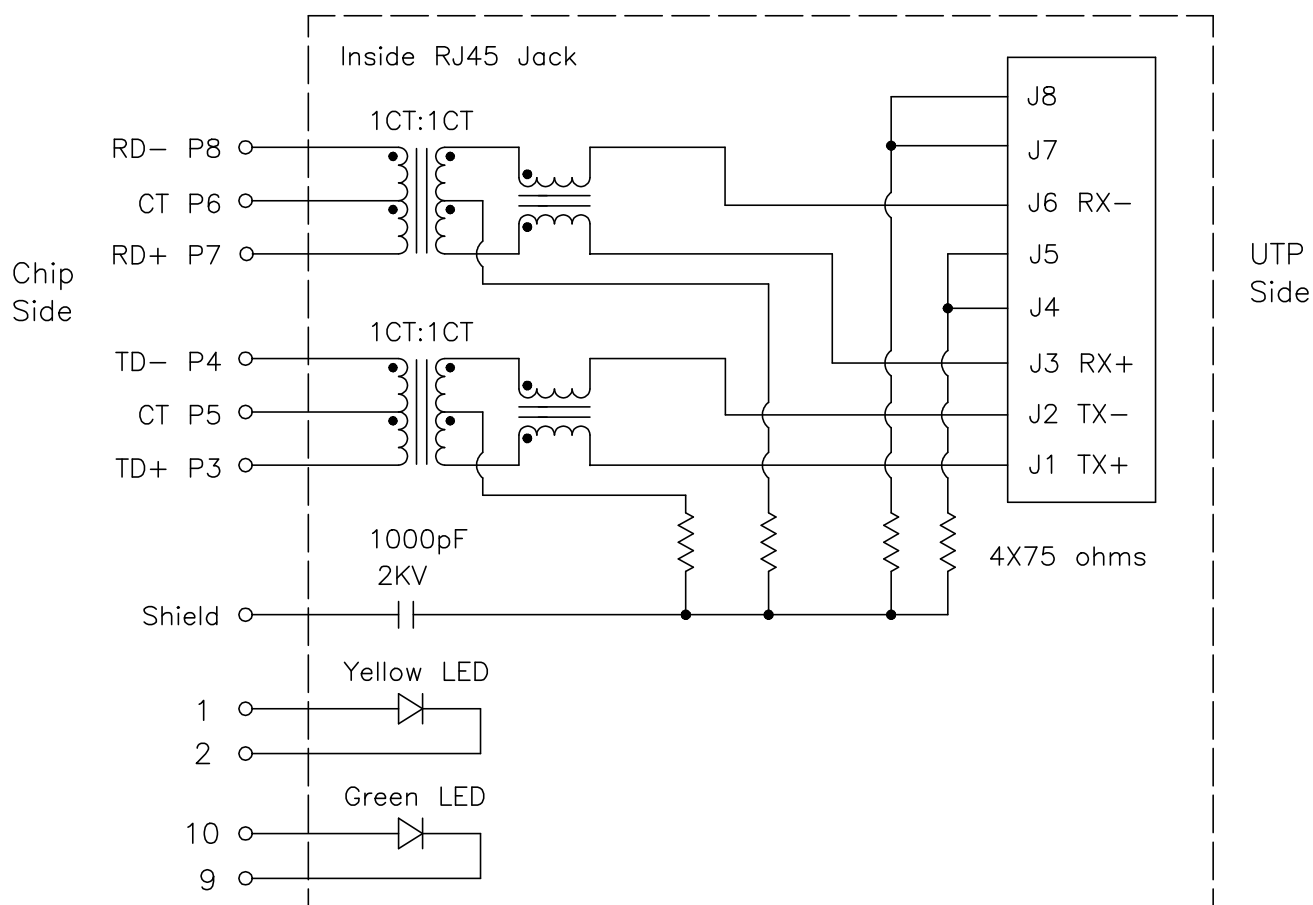 Inside RJ45 Jack
1CT:1CT
RD- P8
CT P6
RD+ P7
J8
J7
J6 RX-
J5
J4
J3 RX+
J2 TX-
J1 TX+
Chip
Side
UTP
Side
1CT:1CT
TD- P4
CT P5
TD+ P3
1000pF
2KV
4X75 ohms
Shield
Yellow LED
1
2
Green LED
10
9